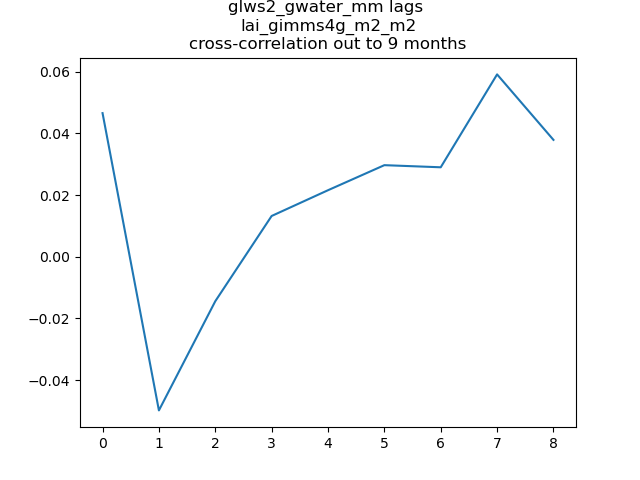 glws2_gwater_mm lags
lai_gimms4g_m2_m2
cross-correlation out to 9 months
0.06
0.04
0.02
0.00
−0.02
−0.04
0 1 2 3 4 5 6 7 8